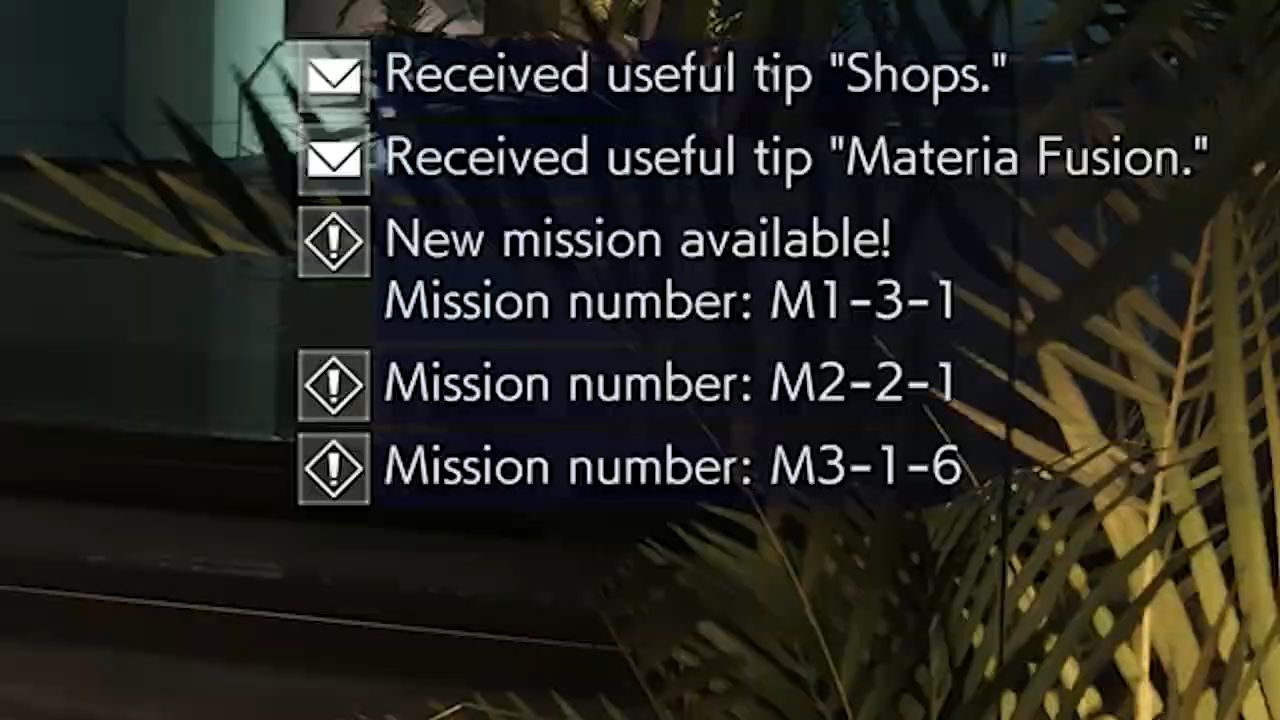 Received useful tip "Shops."
Received useful tip "Materia Fusion."
New mission available!
Mission number: M1-3-1
Mission number: M2-2-1
Mission number: M3-1-6